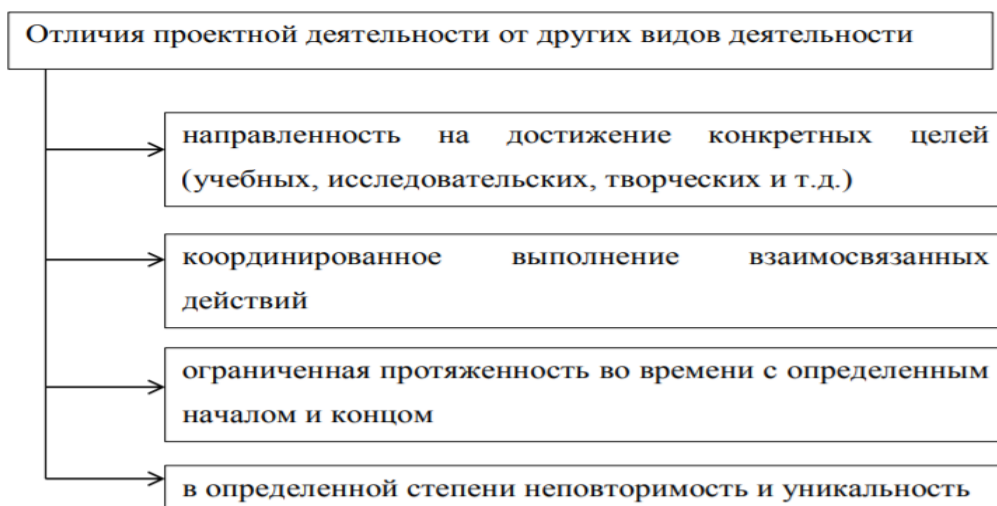 Отличия проектной деятельности от других видов деятельности
направленность на достижение конкретных целей
(учебных, исследовательских, творческих и т.д.)
координированное выполнение взаимосвязанных
действий
ограниченная протяженность во времени с определенным
началом и концом
в определенной степени неповторимость и уникальность